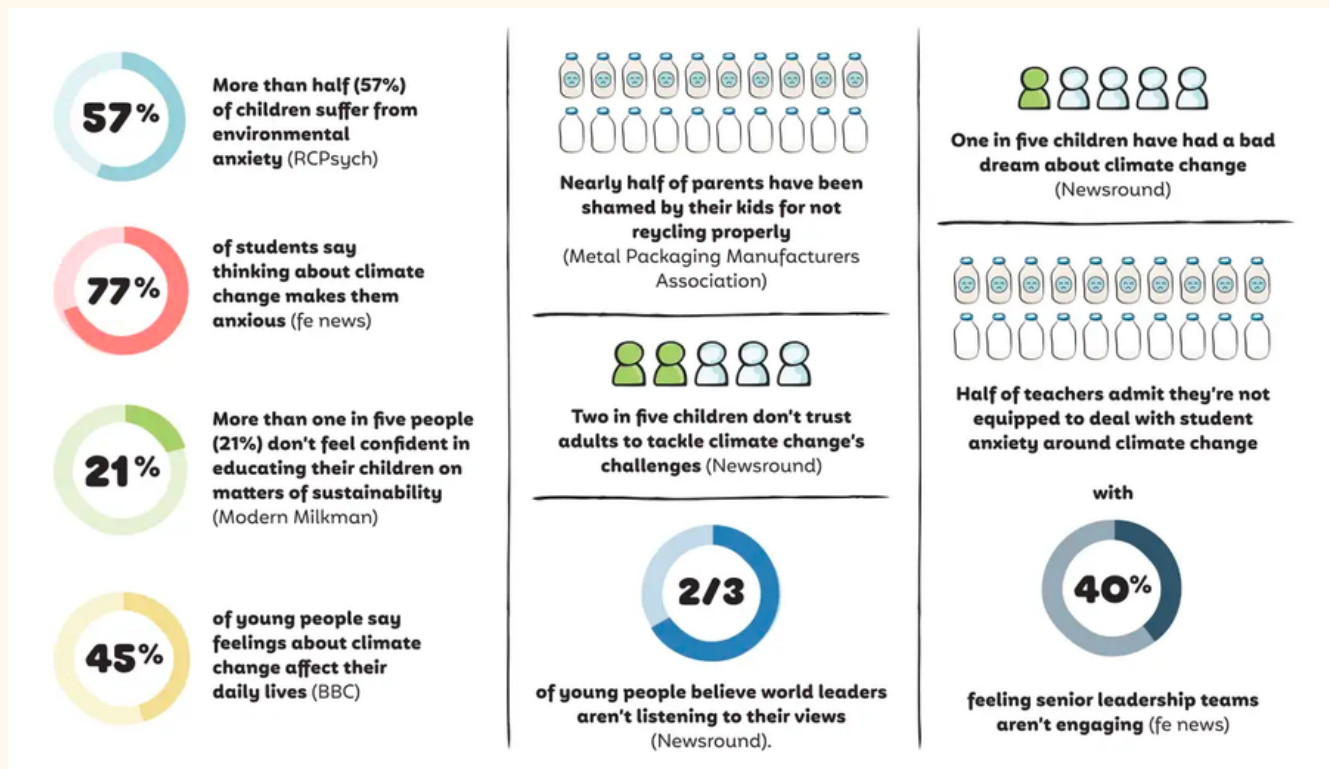 57%
More than half (57%)
of children suffer from
environmental
anxiety (RCPsych)
77%
of students say
thinking about climate
change makes them
anxious (fe news)
21%
More than one in five people
(21%) don't feel confident in
educating their children on
matters of sustainability
(Modern Milkman)
45%
of young people say
feelings about climate
change affect their
daily lives (BBC)
Nearly half of parents have been
shamed by their kids for not
reycling properly
(Metal Packaging Manufacturers
Association)
Two in five children don't trust
adults to tackle climate change's
challenges (Newsround)
2/3
of young people believe world leaders
aren't listening to their views
(Newsround).
One in five children have had a bad
dream about climate change
(Newsround)
Half of teachers admit they're not
equipped to deal with student
anxiety around climate change
with
40%
feeling senior leadership teams
aren't engaging (fe news)